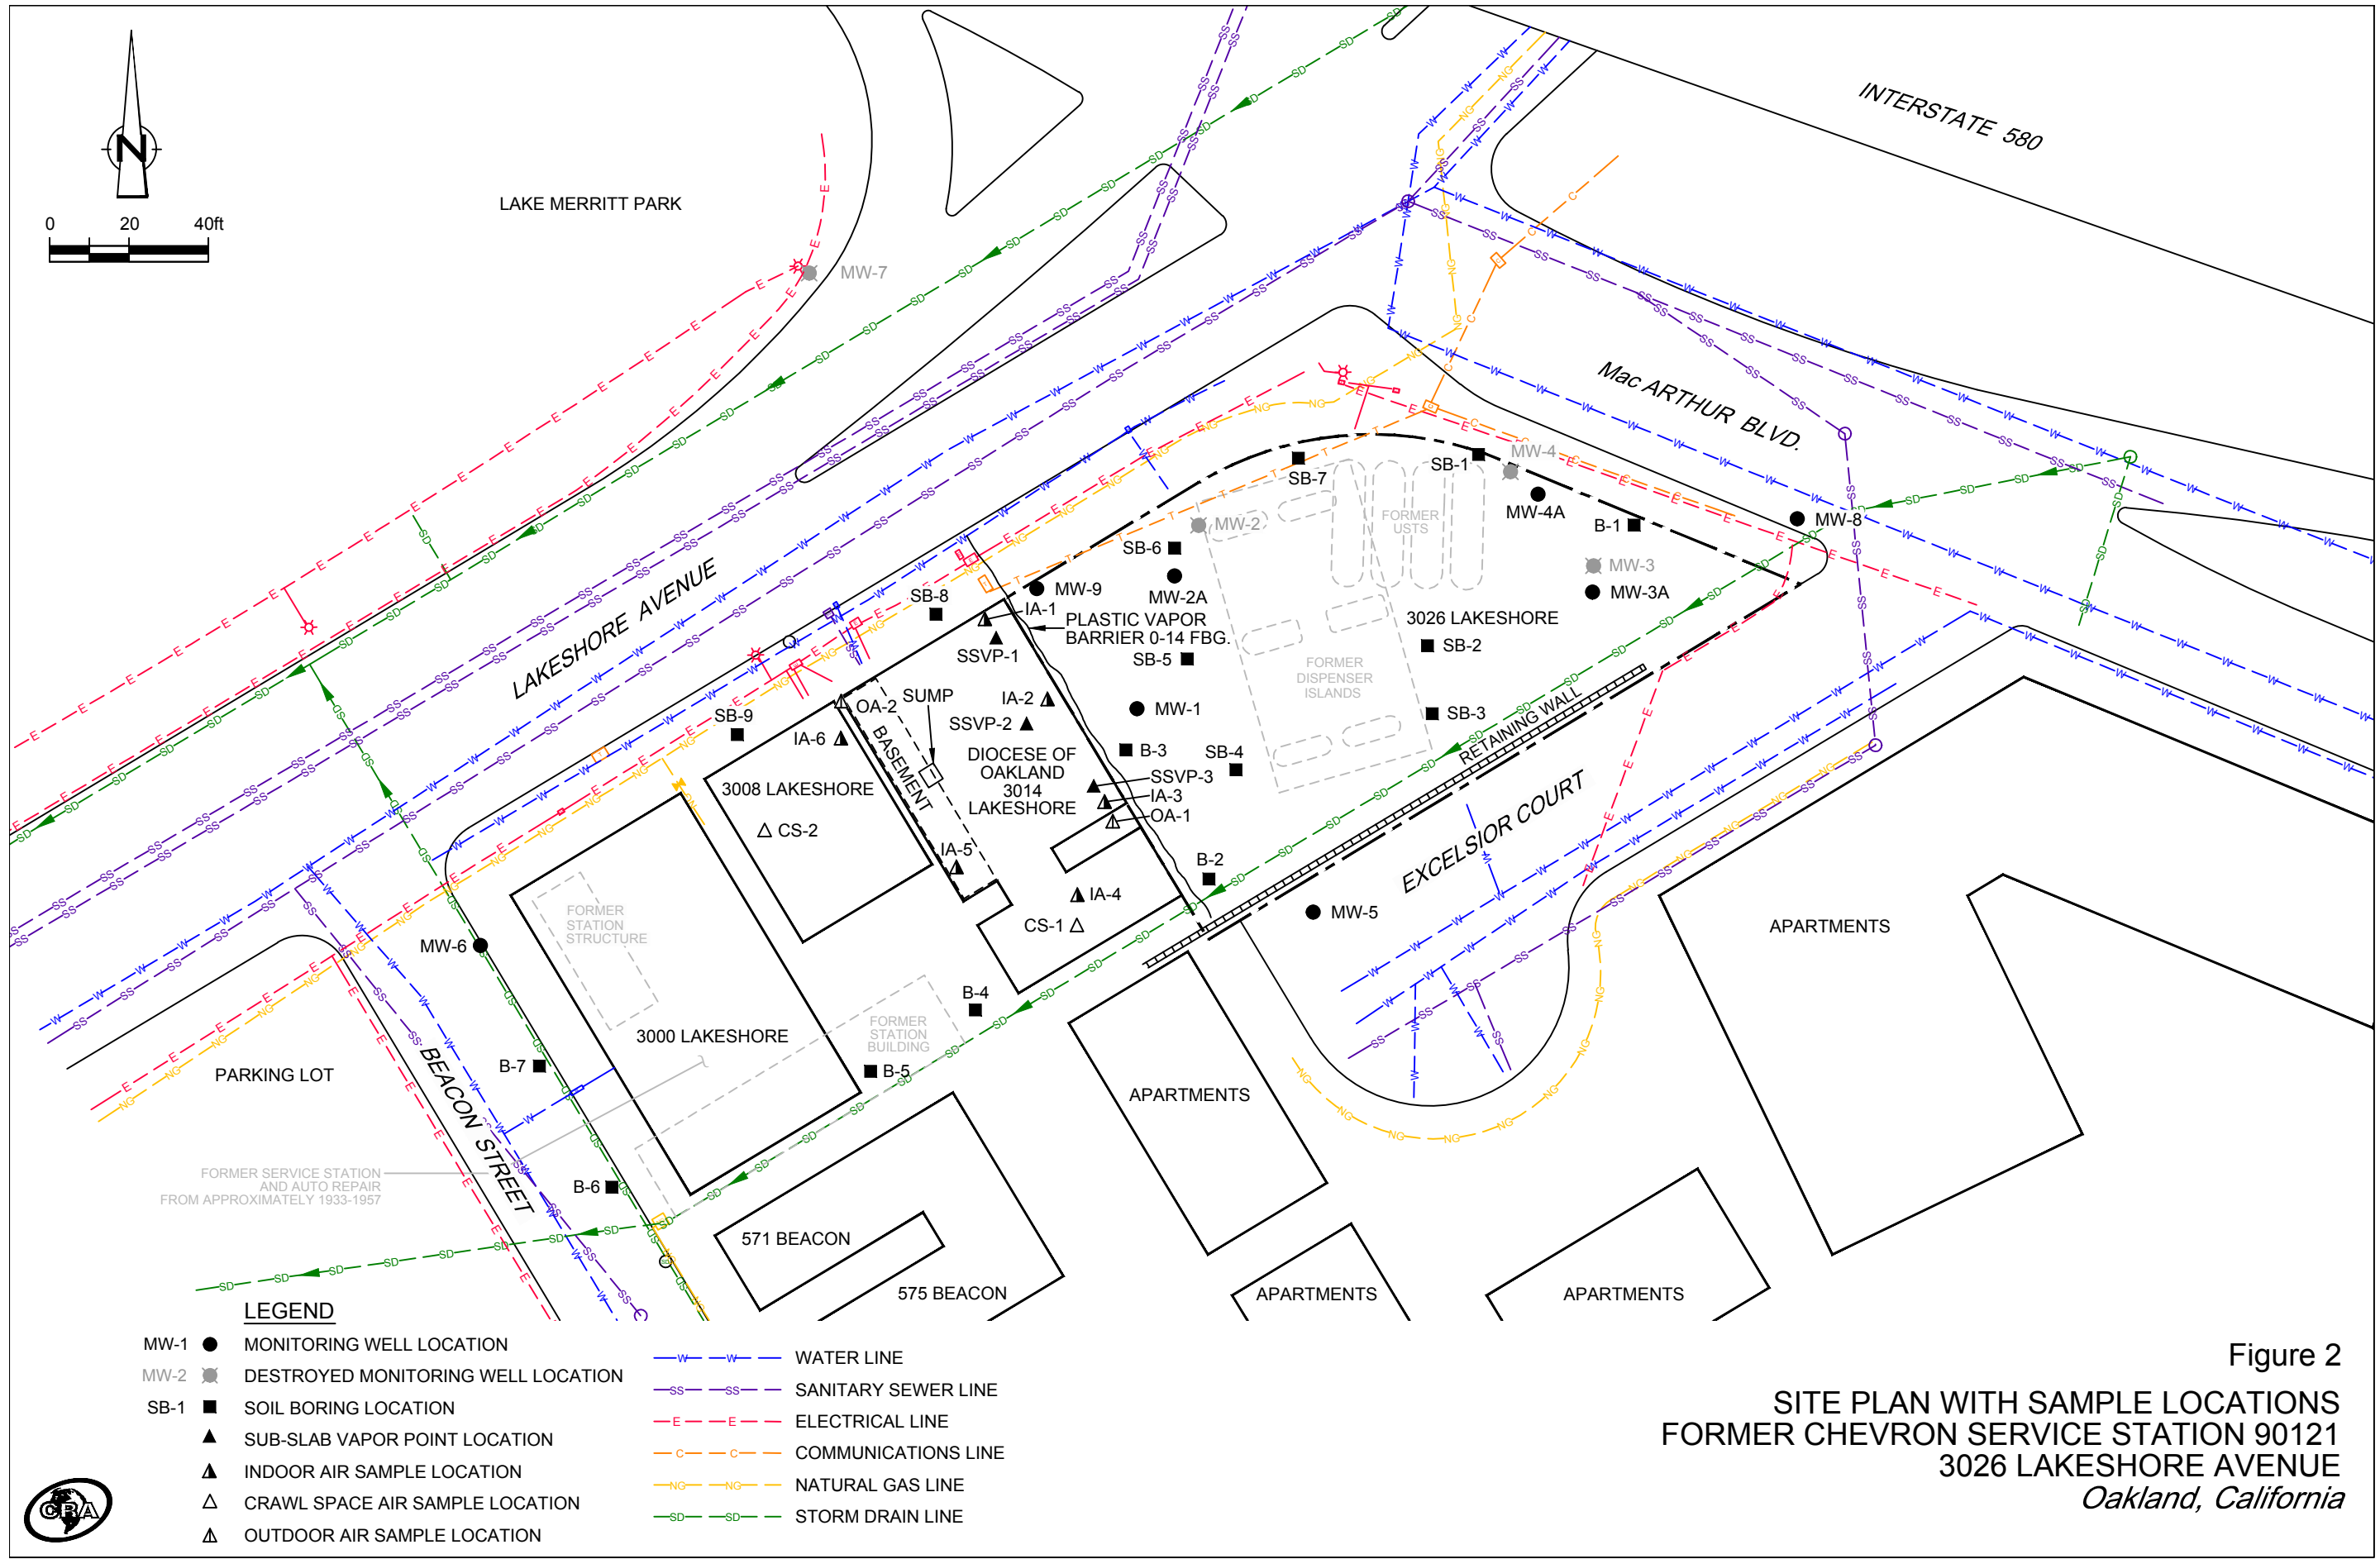 INTERSTATE 580
LAKE MERRITT PARK
N
0 20 40ft
MW-7
Mac ARTHUR BLVD.
LAKESHORE AVENUE
SB-7
SB-1
MW-4
MW-4A
FORMER
USTS
B-1
MW-8
MW-2
SB-6
MW-2A
MW-3
MW-3A
MW-9
SB-8
IA-1
PLASTIC VAPOR
BARRIER 0-14 FBG.
3026 LAKESHORE
SSVP-1
SB-5
SB-2
FORMER
DISPENSER
ISLANDS
IA-2
SUMP
OA-2
SSVP-2
MW-1
SB-3
SB-9
IA-6
BASEMENT
B-3
SB-4
RETAINING WALL
DIOCESE OF
OAKLAND
3014
LAKESHORE
SSVP-3
IA-3
OA-1
3008 LAKESHORE
CS-2
EXCELSIOR COURT
IA-5
B-2
IA-4
CS-1
MW-5
FORMER
STATION
STRUCTURE
MW-6
APARTMENTS
B-4
FORMER
STATION
BUILDING
3000 LAKESHORE
B-5
B-7
PARKING LOT
BEACON STREET
APARTMENTS
FORMER SERVICE STATION
AND AUTO REPAIR
FROM APPROXIMATELY 1933-1957
B-6
571 BEACON
575 BEACON
APARTMENTS
APARTMENTS
LEGEND
MW-1 MONITORING WELL LOCATION
MW-2 DESTROYED MONITORING WELL LOCATION
SB-1 SOIL BORING LOCATION
SUB-SLAB VAPOR POINT LOCATION
INDOOR AIR SAMPLE LOCATION
CRAWL SPACE AIR SAMPLE LOCATION
OUTDOOR AIR SAMPLE LOCATION
W W WATER LINE
SS SS SANITARY SEWER LINE
E E ELECTRICAL LINE
C C COMMUNICATIONS LINE
NG NG NATURAL GAS LINE
SD SD STORM DRAIN LINE
CRA
Figure 2
SITE PLAN WITH SAMPLE LOCATIONS
FORMER CHEVRON SERVICE STATION 90121
3026 LAKESHORE AVENUE
Oakland, California